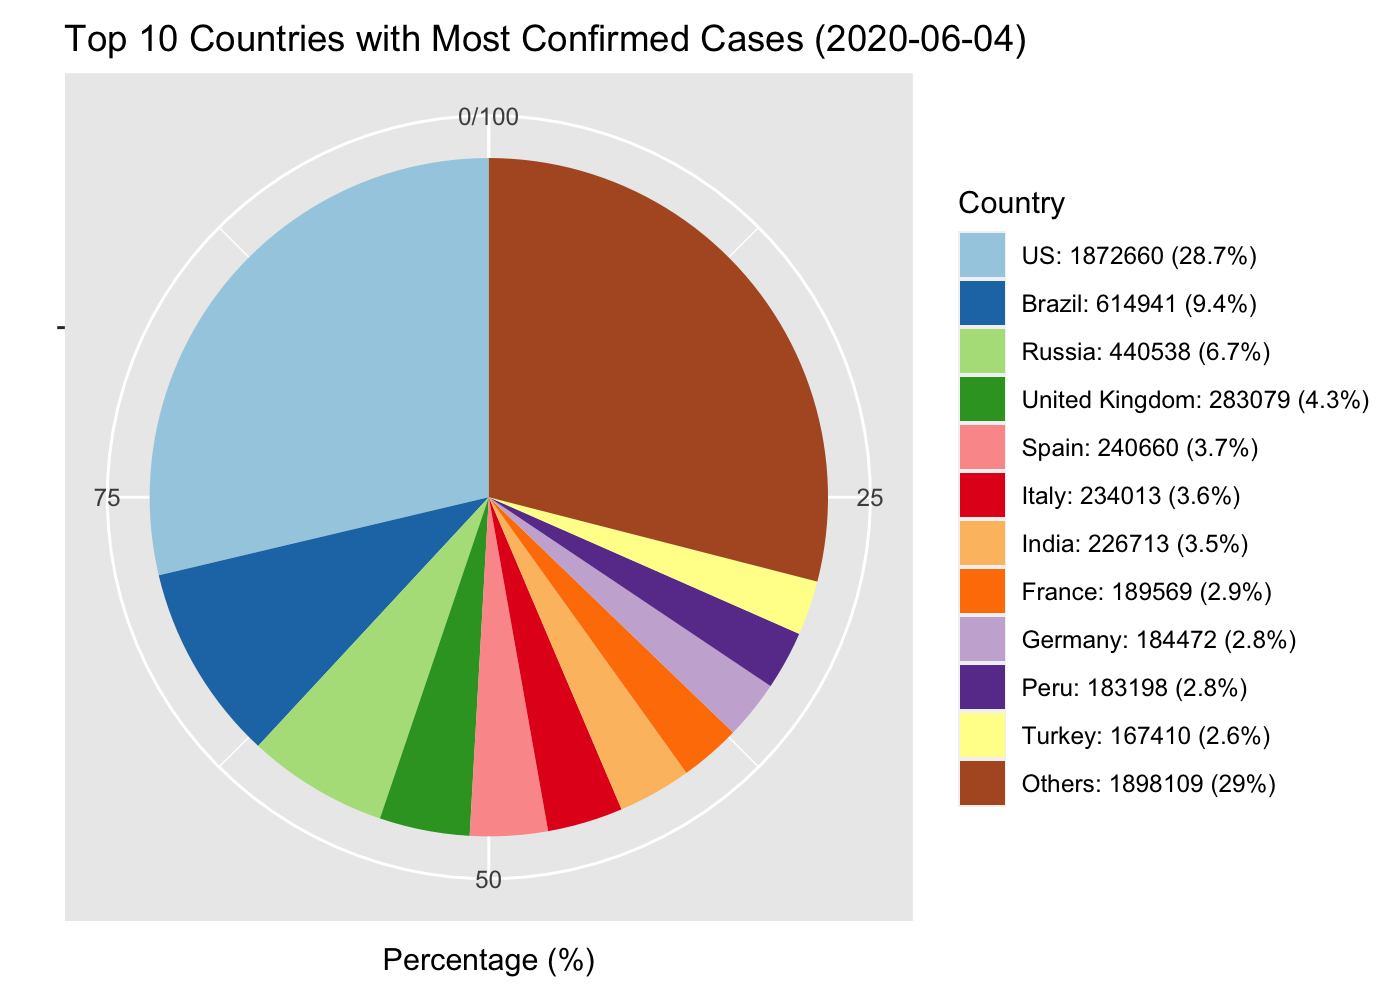 Top 10 Countries with Most Confirmed Cases (2020-06-04)
0/100
25
50
75
Percentage (%)
Country
US: 1872660 (28.7%)
Brazil: 614941 (9.4%)
Russia: 440538 (6.7%)
United Kingdom: 283079 (4.3%)
Spain: 240660 (3.7%)
Italy: 234013 (3.6%)
India: 226713 (3.5%)
France: 189569 (2.9%)
Germany: 184472 (2.8%)
Peru: 183198 (2.8%)
Turkey: 167410 (2.6%)
Others: 1898109 (29%)